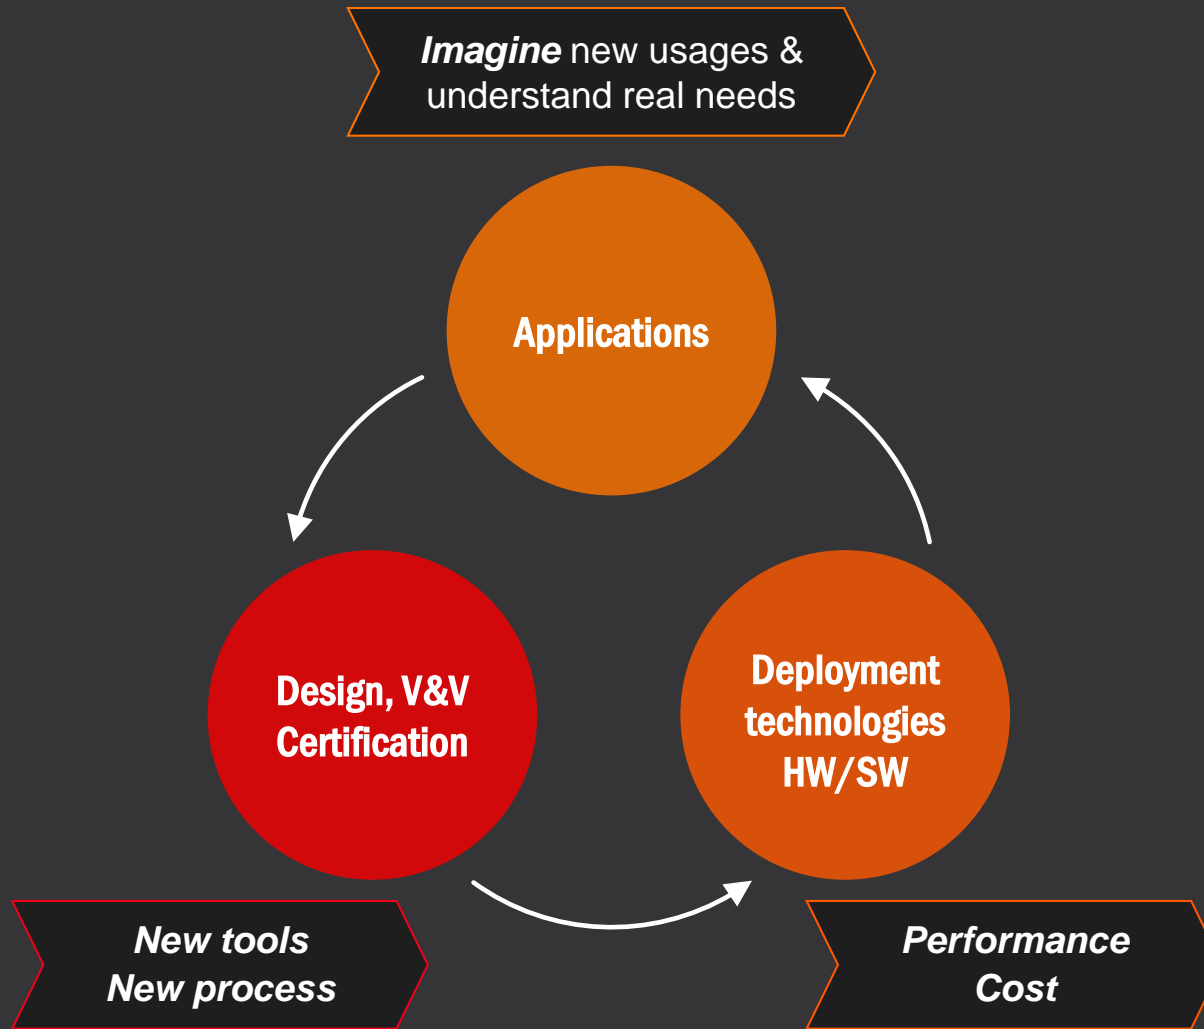 Imagine new usages &
understand real needs
Applications
Design, V&V
Certification
Deployment
technologies
HW/SW
New tools
New process
Performance
Cost